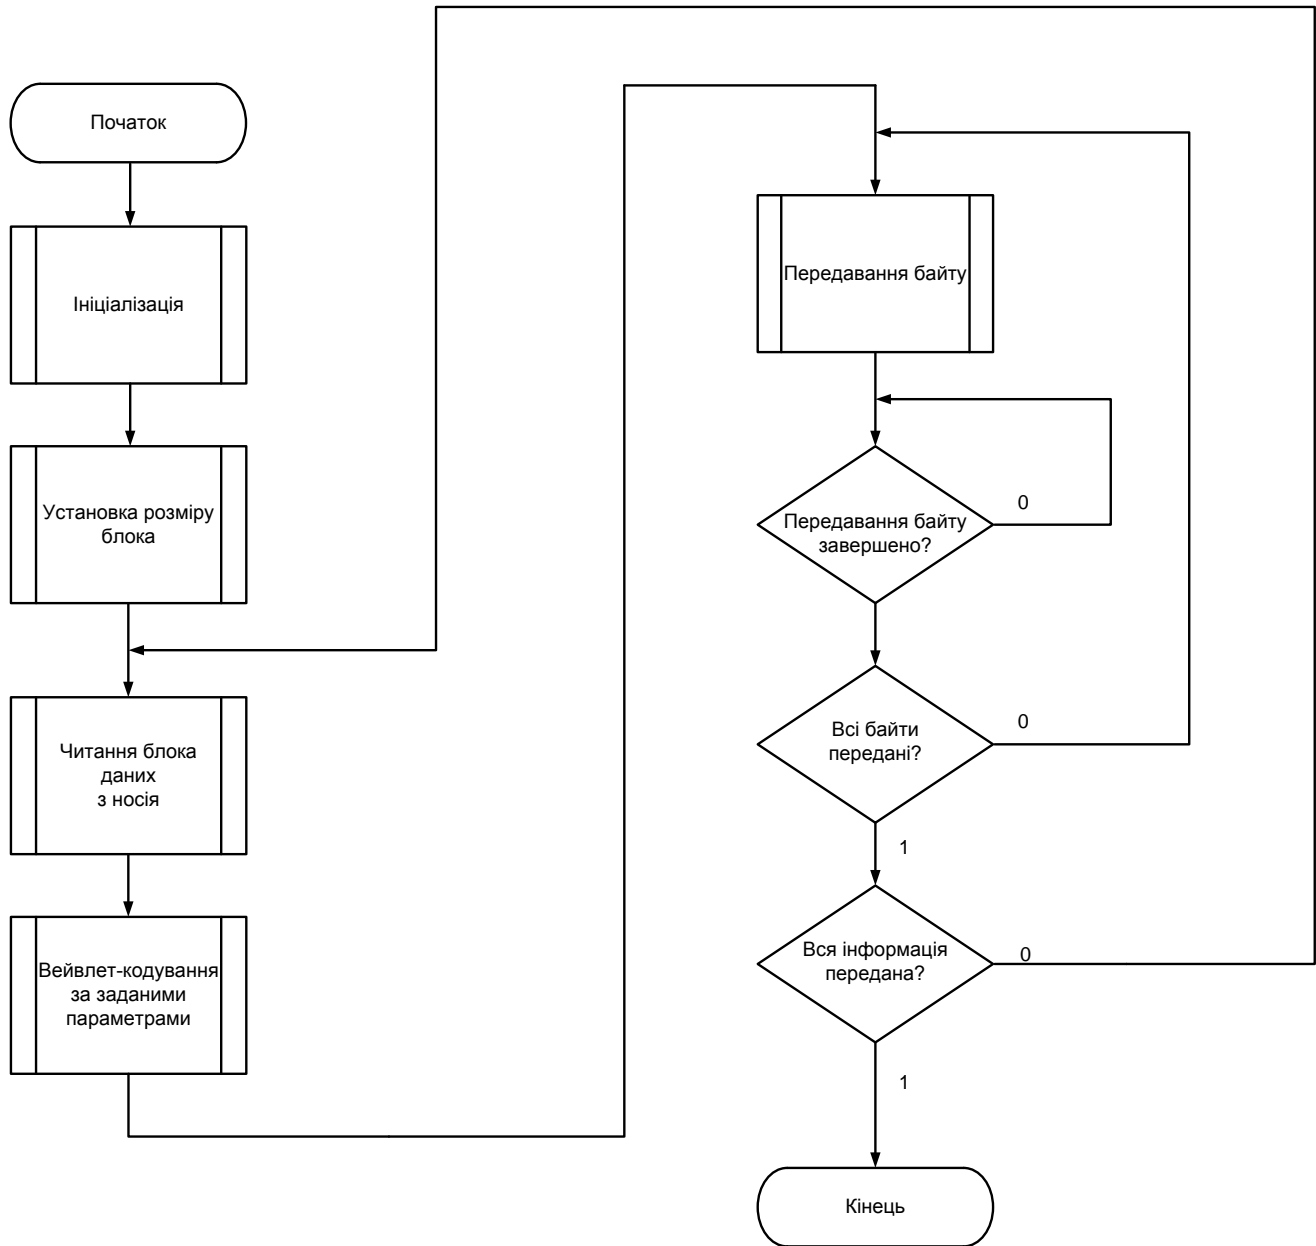 Початок
Ініціалізація
Установка розміру
блока
Читання блока
даних
з носія
Вейвлет-кодування
за заданими
параметрами
Передавання байту
Передавання байту
завершено?
0
Всі байти
передані?
0
1
Вся інформація
передана?
0
1
Кінець